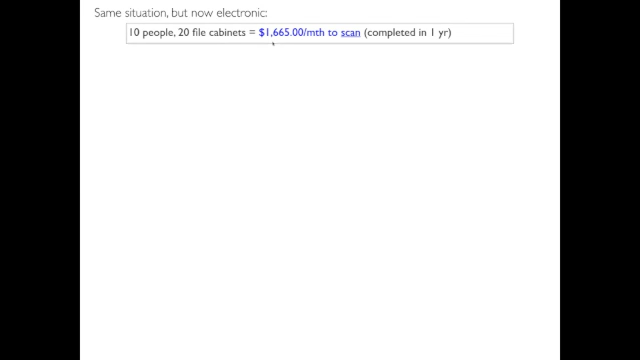 Same situation, but now electronic:
10 people, 20 file cabinets = $1,665.00/mth to scan (completed in 1 yr)